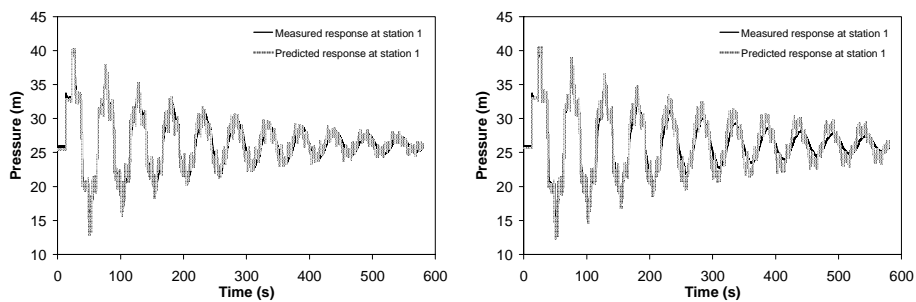 45
40
35
30
25
20
15
10
Pressure (m)
Measured response at station 1
Predicted response at station 1
0 100 200 300 400 500 600
Time (s)
45
40
35
30
25
20
15
10
Pressure (m)
Measured response at station 1
Predicted response at station 1
0 100 200 300 400 500 600
Time (s)